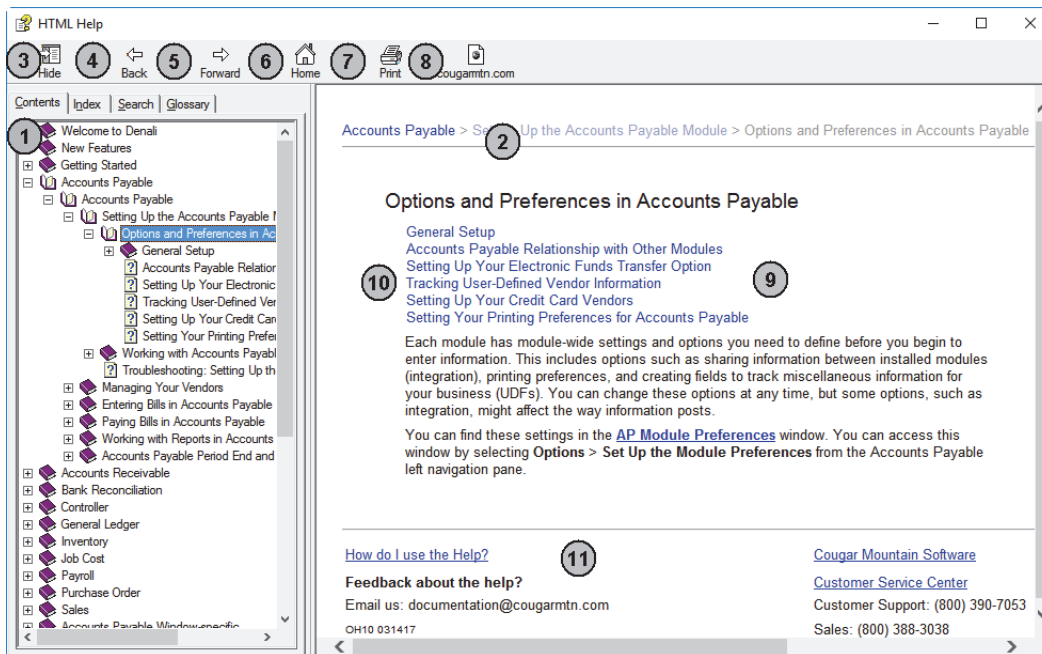 HTML Help
3 Hide 4 Back 5 Forward 6 Home 7 Print 8 cougarmtn.com
Contents Index Search Glossary
1 Welcome to Denali
New Features
Getting Started
Accounts Payable
Accounts Payable
Setting Up the Accounts Payable
Options and Preferences in Ac
General Setup
Accounts Payable Relation
Setting Up Your Electronic
Tracking User-Defined Ver
Setting Up Your Credit Car
Setting Your Printing Prefer
Working with Accounts Payabl
Troubleshooting: Setting Up th
Managing Your Vendors
Entering Bills in Accounts Payable
Paying Bills in Accounts Payable
Working with Reports in Accounts
Accounts Payable Period End and
Accounts Receivable
Bank Reconciliation
Controller
General Ledger
Inventory
Job Cost
Payroll
Purchase Order
Sales
Accounts Payable Window-specific
Accounts Payable > Se 2 Up the Accounts Payable Module > Options and Preferences in Accounts Payable
Options and Preferences in Accounts Payable
General Setup
Accounts Payable Relationship with Other Modules
Setting Up Your Electronic Funds Transfer Option
10 Tracking User-Defined Vendor Information 9
Setting Up Your Credit Card Vendors
Setting Your Printing Preferences for Accounts Payable
Each module has module-wide settings and options you need to define before you begin to
enter information. This includes options such as sharing information between installed modules
(integration), printing preferences, and creating fields to track miscellaneous information for
your business (UDFs). You can change these options at any time, but some options, such as
integration, might affect the way information posts.
You can find these settings in the AP Module Preferences window. You can access this
window by selecting Options > Set Up the Module Preferences from the Accounts Payable
left navigation pane.
How do I use the Help? 11
Feedback about the help?
Email us: documentation@cougarmtn.com
OH10 031417
Cougar Mountain Software
Customer Service Center
Customer Support: (800) 390-7053
Sales: (800) 388-3038